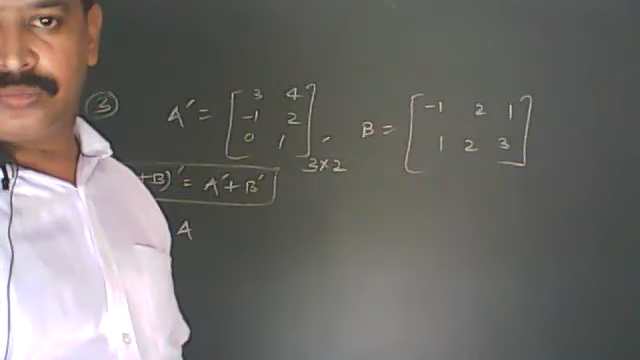 3
A' = [ 3 4
-1 2
0 1 ] , 3×2
B = [ -1 2 1
1 2 3 ]
+B)' = A' + B'
A